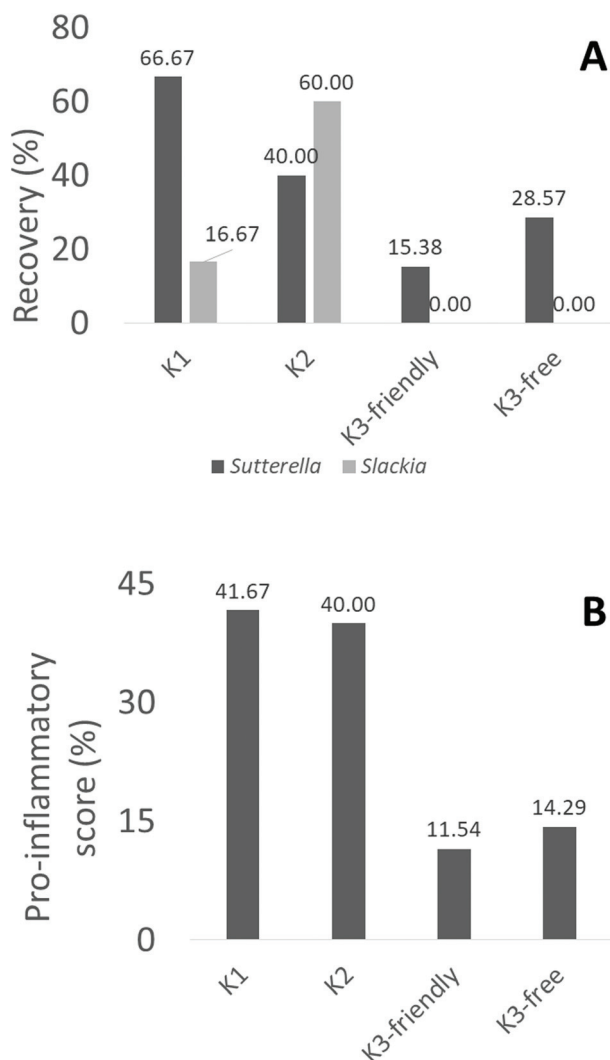 A
Recovery (%)
80
60
40
20
0
66.67
16.67
40.00
60.00
15.38
0.00
28.57
0.00
K1
K2
K3-friendly
K3-free
Sutterella
Slackia
B
Pro-inflammatory
score (%)
45
30
15
0
41.67
40.00
11.54
14.29
K1
K2
K3-friendly
K3-free